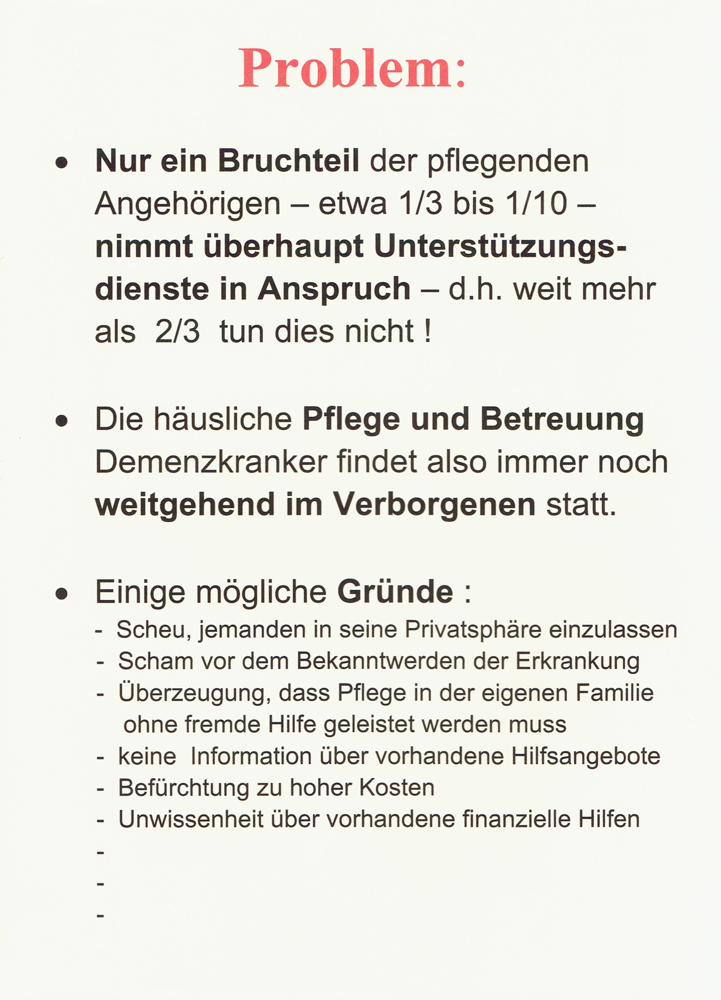 Problem:
• Nur ein Bruchteil der pflegenden
Angehörigen – etwa 1/3 bis 1/10 –
nimmt überhaupt Unterstützungs-
dienste in Anspruch – d.h. weit mehr
als  2/3  tun dies nicht !
• Die häusliche Pflege und Betreuung
Demenzkranker findet also immer noch
weitgehend im Verborgenen statt.
• Einige mögliche Gründe :
- Scheu, jemanden in seine Privatsphäre einzulassen
- Scham vor dem Bekanntwerden der Erkrankung
- Überzeugung, dass Pflege in der eigenen Familie
ohne fremde Hilfe geleistet werden muss
- keine  Information über vorhandene Hilfsangebote
- Befürchtung zu hoher Kosten
- Unwissenheit über vorhandene finanzielle Hilfen
-
-
-